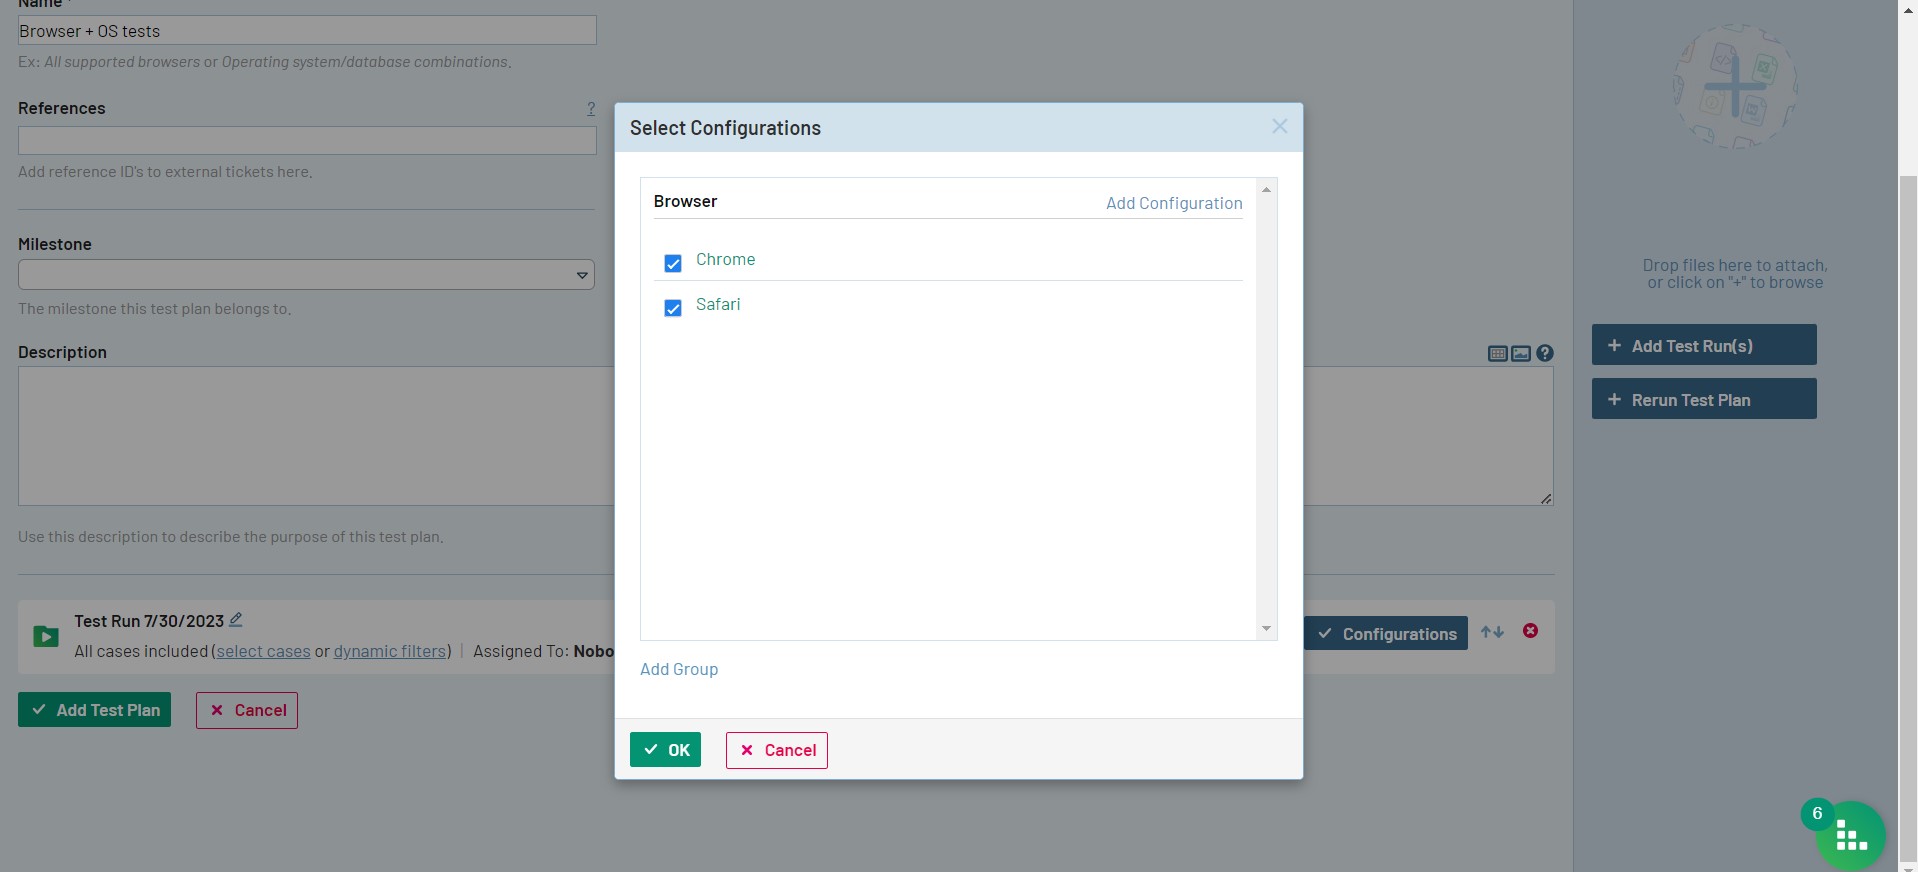 Name *
Browser + OS tests
Ex: All supported browsers or Operating system/database combinations.
References
?
Add reference ID's to external tickets here.
Milestone
The milestone this test plan belongs to.
Description
Use this description to describe the purpose of this test plan.
Test Run 7/30/2023
All cases included (select cases or dynamic filters) | Assigned To: Nobo
Configurations
Add Test Plan
Cancel
Select Configurations
Browser
Add Configuration
Chrome
Safari
Add Group
OK
Cancel
Drop files here to attach,
or click on "+" to browse
+ Add Test Run(s)
+ Rerun Test Plan
6